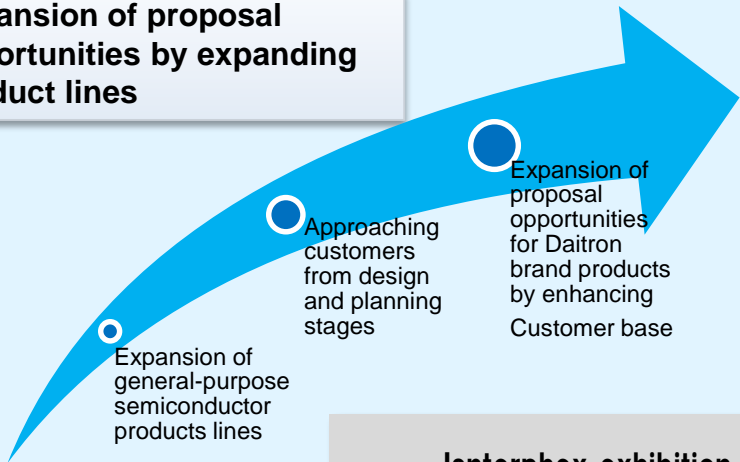 ansion of proposal
ortunities by expanding
duct lines
Expansion of
proposal
opportunities
for Daitron
brand products
by enhancing
Customer base
Approaching
customers
from design
and planning
stages
Expansion of
general-purpose
semiconductor
products lines
exhibition